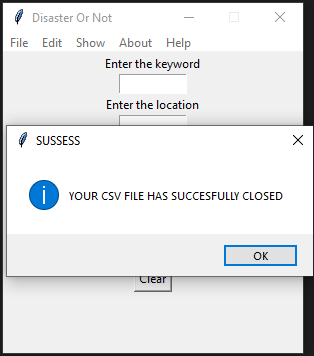 Disaster Or Not
File Edit Show About Help
Enter the keyword
Enter the location
SUSSESS
YOUR CSV FILE HAS SUCCESFULLY CLOSED
OK
Clear